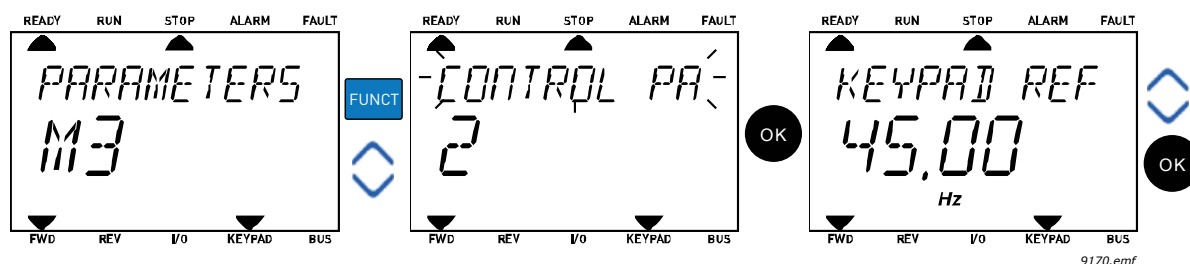 READY RUN STOP ALARM FAULT
PARAMETERS
M3
FWD REV I/O KEYPAD BUS
FUNCT
READY RUN STOP ALARM FAULT
CONTROL PA
2
FWD REV I/O KEYPAD BUS
OK
READY RUN STOP ALARM FAULT
KEYPAD REF
45.00
Hz
FWD REV I/O KEYPAD BUS
OK
9170.emf